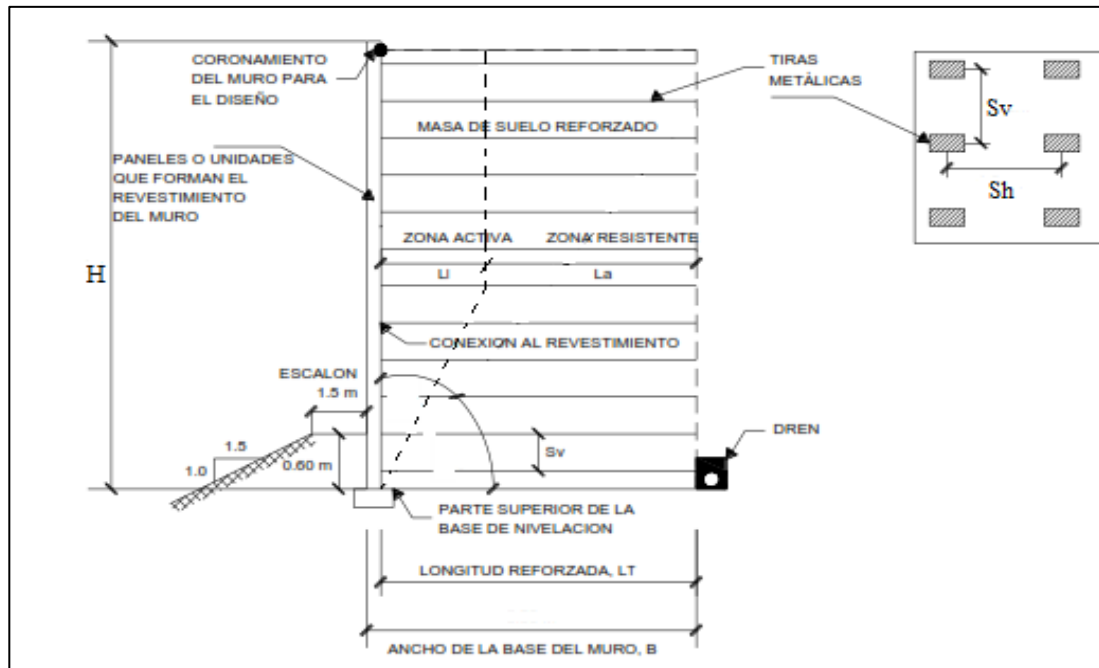 CORONAMIENTO
DEL MURO PARA
EL DISEÑO
TIRAS
METÀLICAS
Sv
Sh
MASA DE SUELO REFORZADO
PANELES O UNIDADES
QUE FORMAN EL
REVESTIMIENTO
DEL MURO
ZONA ACTIVA
ZONA RESISTENTE
H
Ll
La
CONEXION AL REVESTIMIENTO
ESCALON
1.5 m
1.5
1.0
0.60 m
Sv
DREN
PARTE SUPERIOR DE LA
BASE DE NIVELACION
LONGITUD REFORZADA, LT
ANCHO DE LA BASE DEL MURO, B